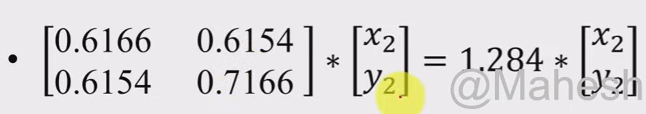 • [0.6166 0.6154
0.6154 0.7166] * [x₂
y₂] = 1.284 * [x₂
y₂]
@Mahesh